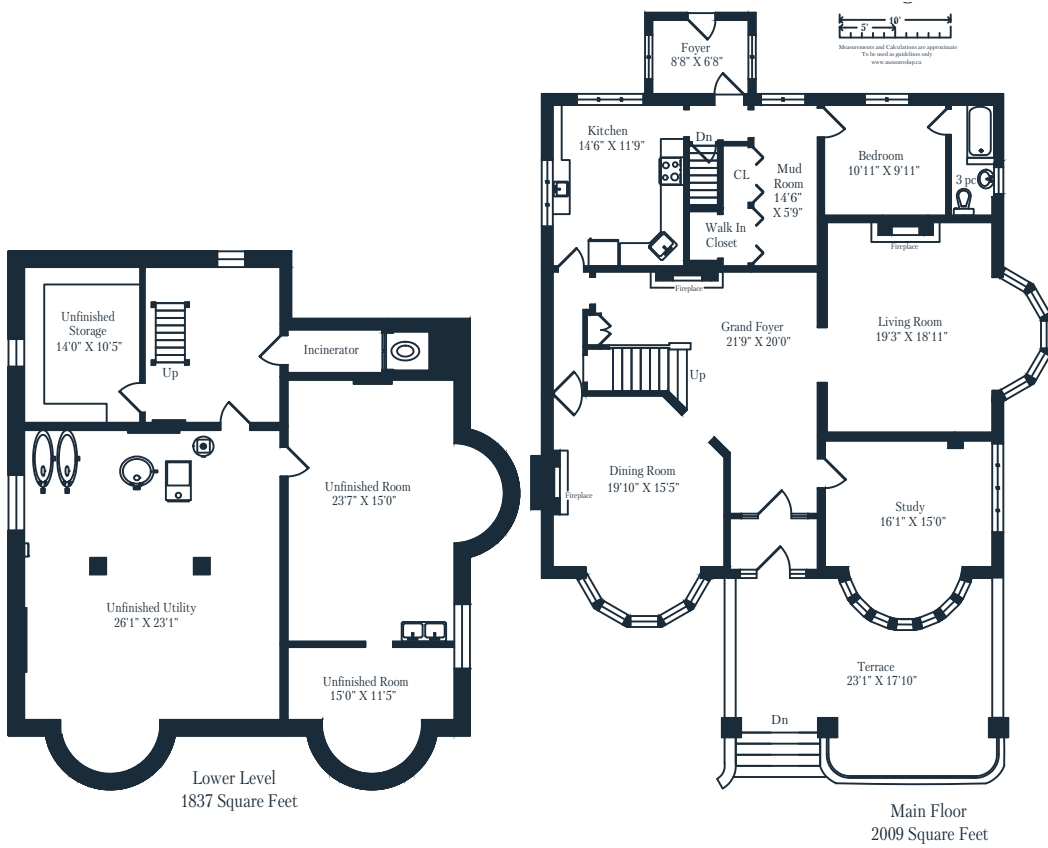 10'
5'
Measurements and Calculations are approximate
To be used as guidelines only
www.measuredup.ca
Foyer
8'8" X 6'8"
Kitchen
14'6" X 11'9"
Dn
CL
Mud
Room
14'6"
X 5'9"
Walk In
Closet
Bedroom
10'11" X 9'11"
3 pc
Fireplace
Fireplace
Grand Foyer
21'9" X 20'0"
Living Room
19'3" X 18'11"
Up
Dining Room
19'10" X 15'5"
Fireplace
Study
16'1" X 15'0"
Terrace
23'1" X 17'10"
Dn
Main Floor
2009 Square Feet
Unfinished
Storage
14'0" X 10'5"
Up
Incinerator
Unfinished Room
23'7" X 15'0"
Unfinished Utility
26'1" X 23'1"
Unfinished Room
15'0" X 11'5"
Lower Level
1837 Square Feet